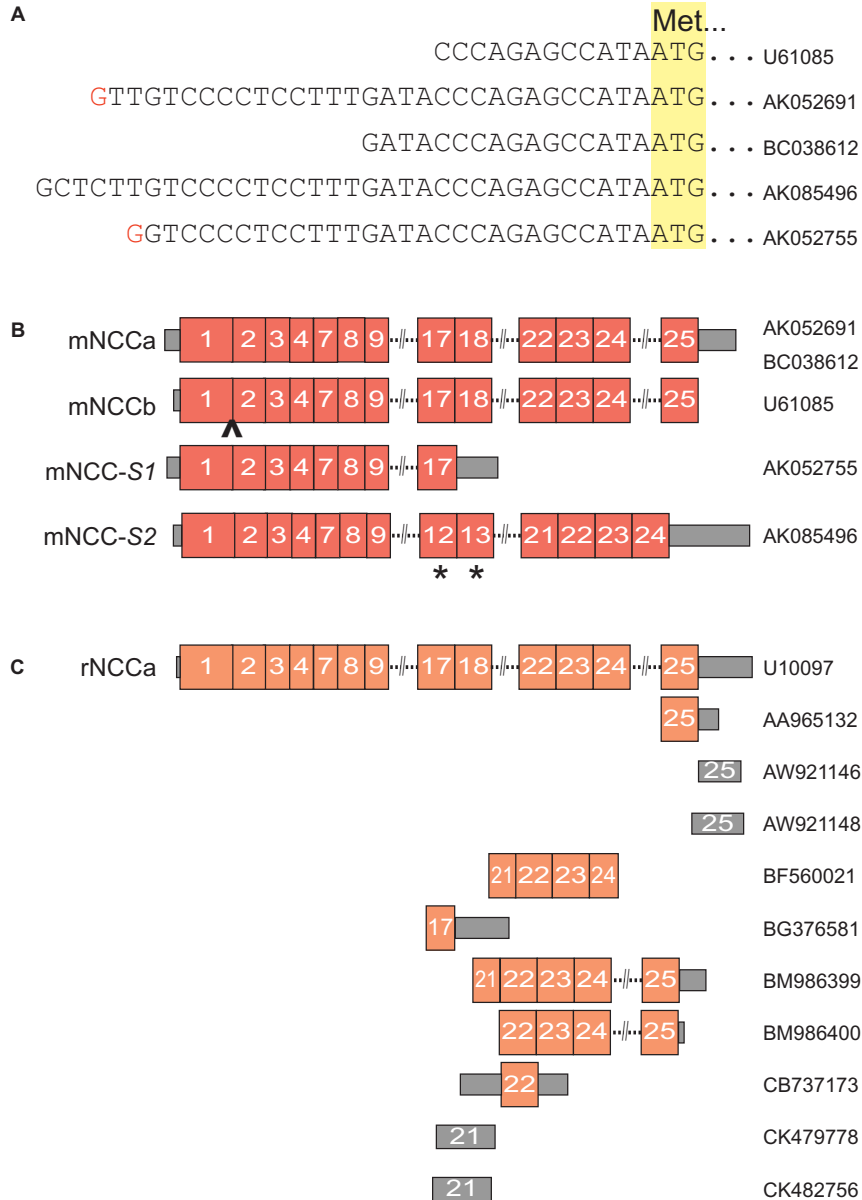 A
Met...
CCCAGAGCCATAATG... U61085
GTTGTCCCCTCCTTTGATACCCAGAGCCATAATG... AK052691
GATACCCAGAGCCATAATG... BC038612
GCTCTTGTCCCCTCCTTTGATACCCAGAGCCATAATG... AK085496
GGTCCCCTCCTTTGATACCCAGAGCCATAATG... AK052755
B
mNCCa 1 2 3 4 7 8 9 ··//·· 17 18 ··//·· 22 23 24 ··//·· 25 AK052691
BC038612
mNCCb 1 2 3 4 7 8 9 ··//·· 17 18 ··//·· 22 23 24 ··//·· 25 U61085
^
mNCC-S1 1 2 3 4 7 8 9 ··//·· 17 AK052755
mNCC-S2 1 2 3 4 7 8 9 ··//·· 12 13 ··//·· 21 22 23 24 AK085496
* *
C
rNCCa 1 2 3 4 7 8 9 ··//·· 17 18 ··//·· 22 23 24 ··//·· 25 U10097
25 AA965132
25 AW921146
25 AW921148
21 22 23 24 BF560021
17 BG376581
21 22 23 24 ··//·· 25 BM986399
22 23 24 ··//·· 25 BM986400
22 CB737173
21 CK479778
21 CK482756